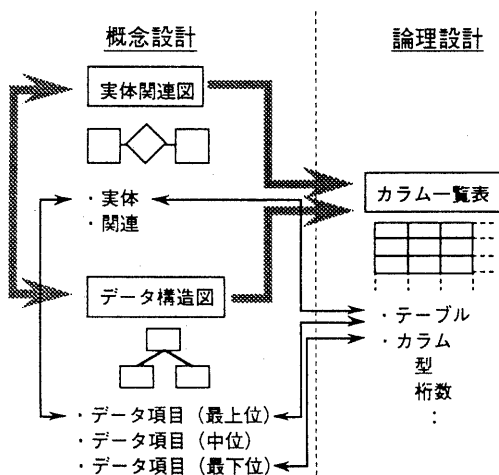 概念設計
論理設計
実体関連図
・実体
・関連
データ構造図
・データ項目（最上位）
・データ項目（中位）
・データ項目（最下位）
カラム一覧表
・テーブル
・カラム
型
桁数
：